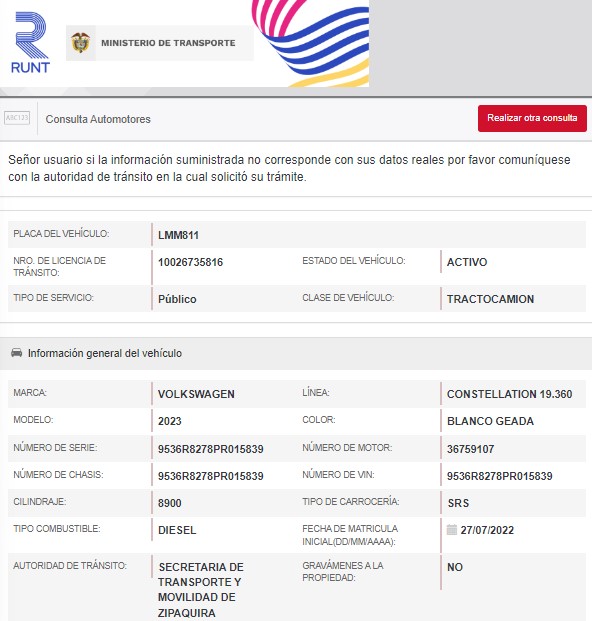 RUNT
MINISTERIO DE TRANSPORTE
ABC123
Consulta Automotores
Realizar otra consulta
Señor usuario si la información suministrada no corresponde con sus datos reales por favor comuníquese
con la autoridad de tránsito en la cual solicitó su trámite.
PLACA DEL VEHÍCULO: LMM811
NRO. DE LICENCIA DE TRÁNSITO: 10026735816 ESTADO DEL VEHÍCULO: ACTIVO
TIPO DE SERVICIO: Público CLASE DE VEHÍCULO: TRACTOCAMION
Información general del vehículo
MARCA: VOLKSWAGEN LÍNEA: CONSTELLATION 19.360
MODELO: 2023 COLOR: BLANCO GEADA
NÚMERO DE SERIE: 9536R8278PR015839 NÚMERO DE MOTOR: 36759107
NÚMERO DE CHASIS: 9536R8278PR015839 NÚMERO DE VIN: 9536R8278PR015839
CILINDRAJE: 8900 TIPO DE CARROCERÍA: SRS
TIPO COMBUSTIBLE: DIESEL FECHA DE MATRICULA INICIAL(DD/MM/AAAA): 27/07/2022
AUTORIDAD DE TRÁNSITO: SECRETARIA DE TRANSPORTE Y MOVILIDAD DE ZIPAQUIRA GRAVÁMENES A LA PROPIEDAD: NO